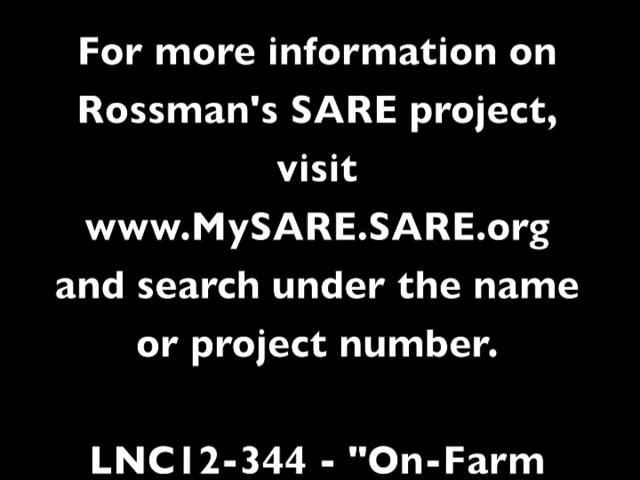 For more information on
Rossman's SARE project,
visit
www.MySARE.SARE.org
and search under the name
or project number.
LNC12-344 - "On-Farm